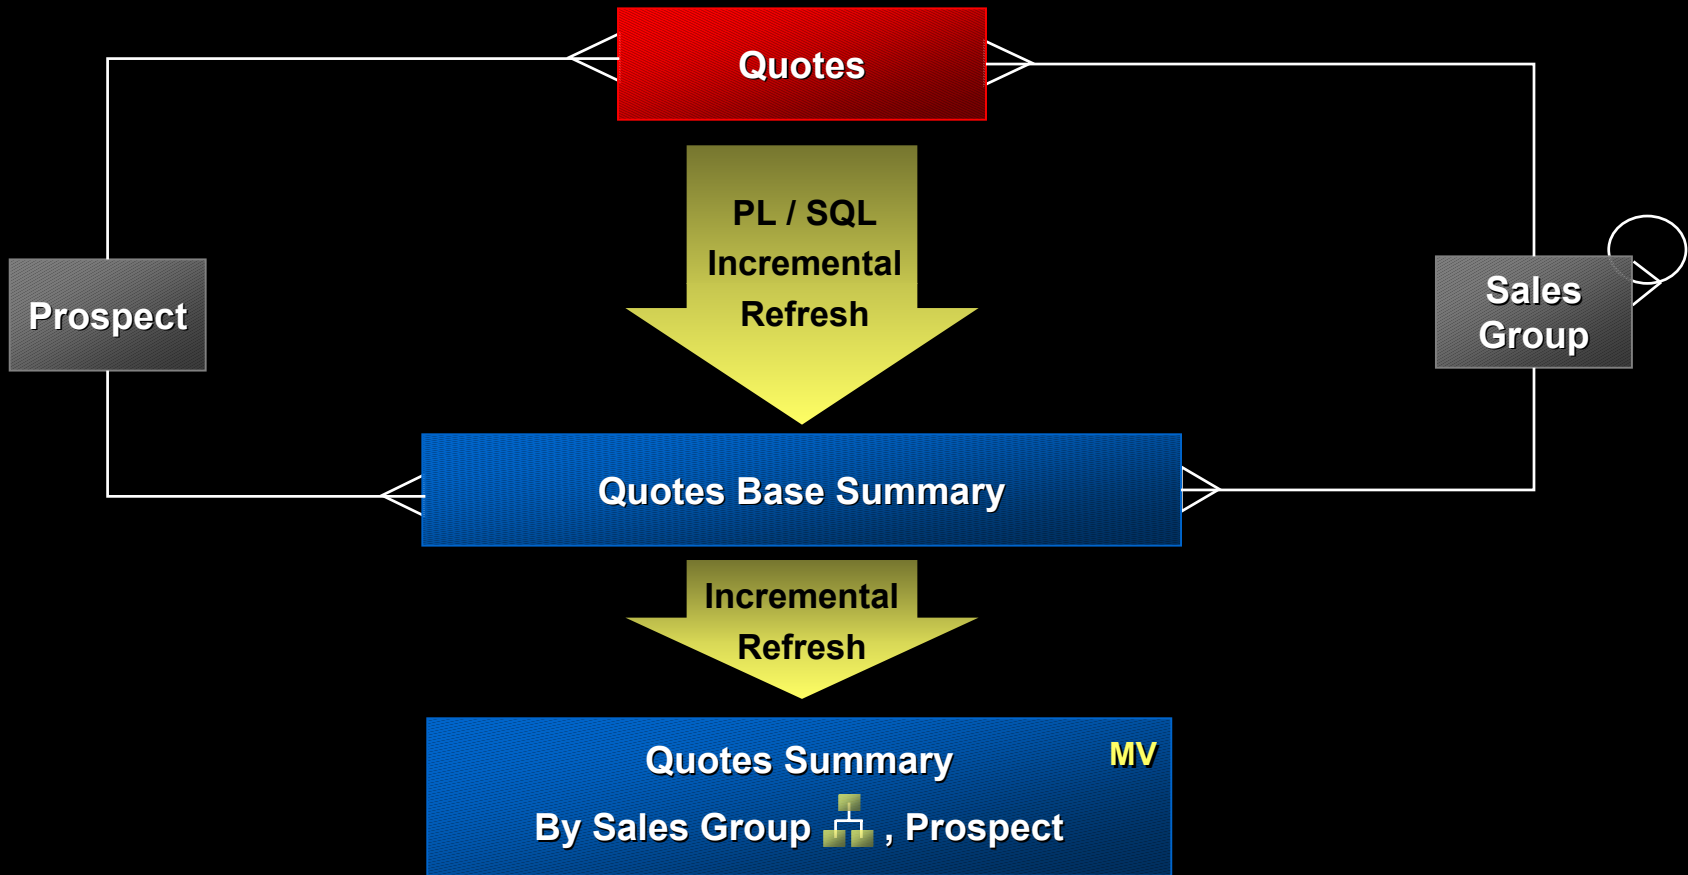 Quotes
PL / SQL
Incremental
Refresh
Prospect
Sales
Group
Quotes Base Summary
Incremental
Refresh
Quotes Summary
MV
By Sales Group , Prospect